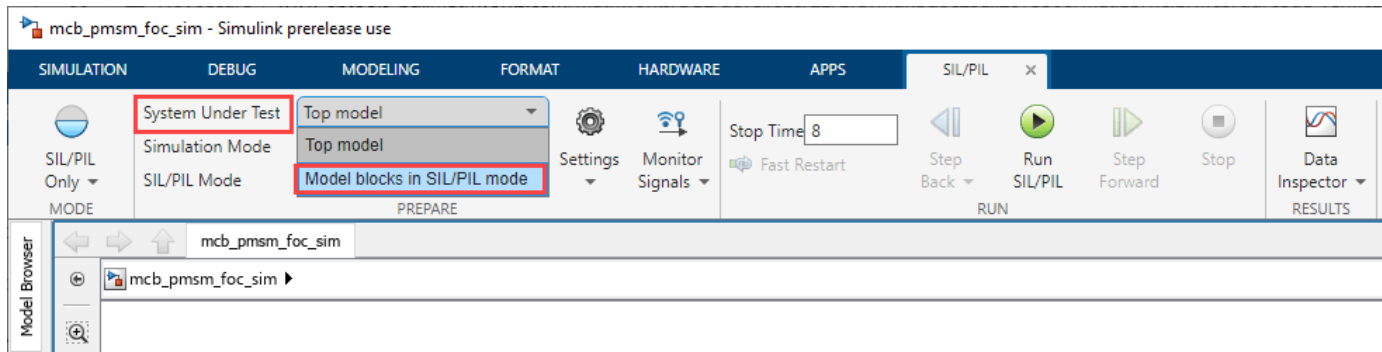 mcb_pmsm_foc_sim - Simulink prerelease use
SIMULATION DEBUG MODELING FORMAT HARDWARE APPS SIL/PIL
System Under Test Top model
Simulation Mode Top model
SIL/PIL Mode Model blocks in SIL/PIL mode
SIL/PIL
Only
MODE
PREPARE
Settings
Monitor
Signals
Stop Time 8
Fast Restart
Step
Back
Run
SIL/PIL
Step
Forward
Stop
RUN
Data
Inspector
RESULTS
Model Browser
mcb_pmsm_foc_sim
mcb_pmsm_foc_sim